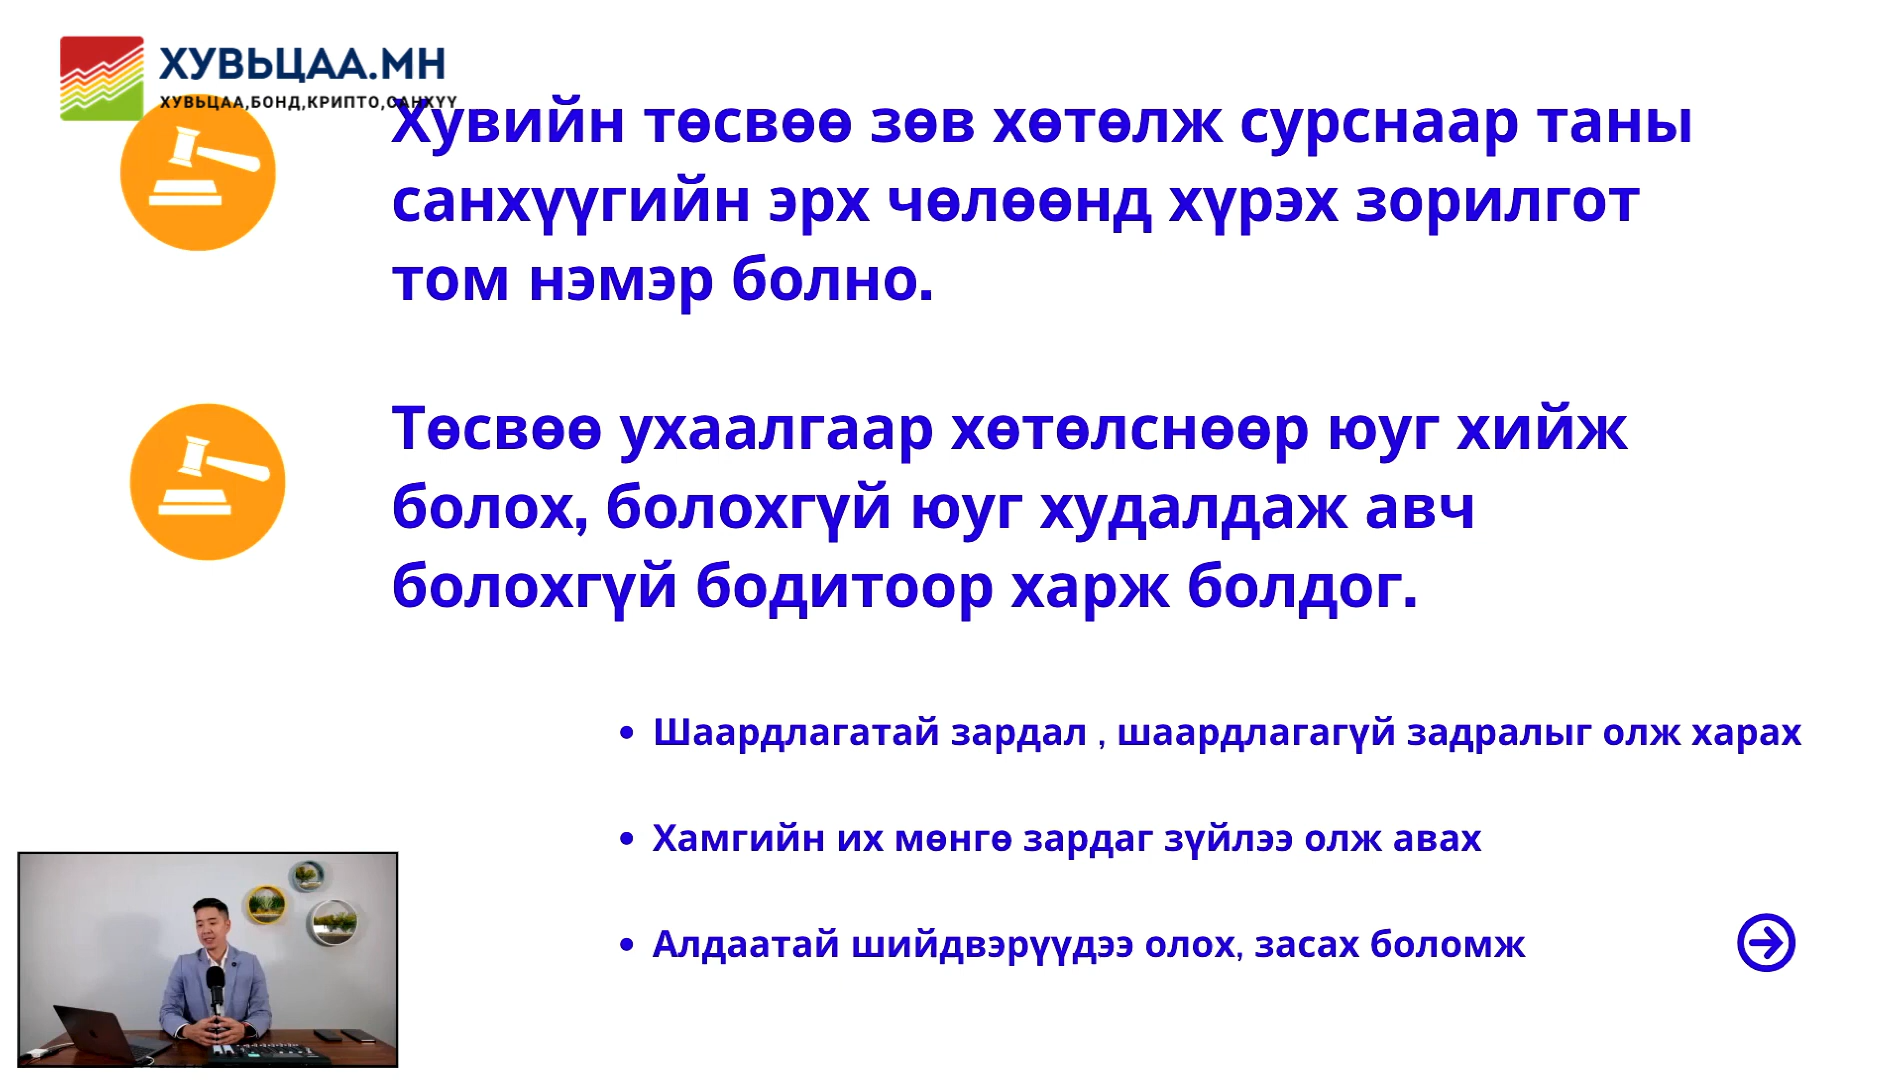 ХУВЬЦАА.МН
ХУВЬЦАА,БОНД,КРИПТО,САНХҮҮ
Хувийн төсвөө зөв хөтөлж сурснаар таны
санхүүгийн эрх чөлөөнд хүрэх зорилгот
том нэмэр болно.
Төсвөө ухаалгаар хөтөлснөөр юуг хийж
болох, болохгүй юуг худалдаж авч
болохгүй бодитоор харж болдог.
• Шаардлагатай зардал , шаардлагагүй задралыг олж харах
• Хамгийн их мөнгө зардаг зүйлээ олж авах
• Алдаатай шийдвэрүүдээ олох, засах боломж